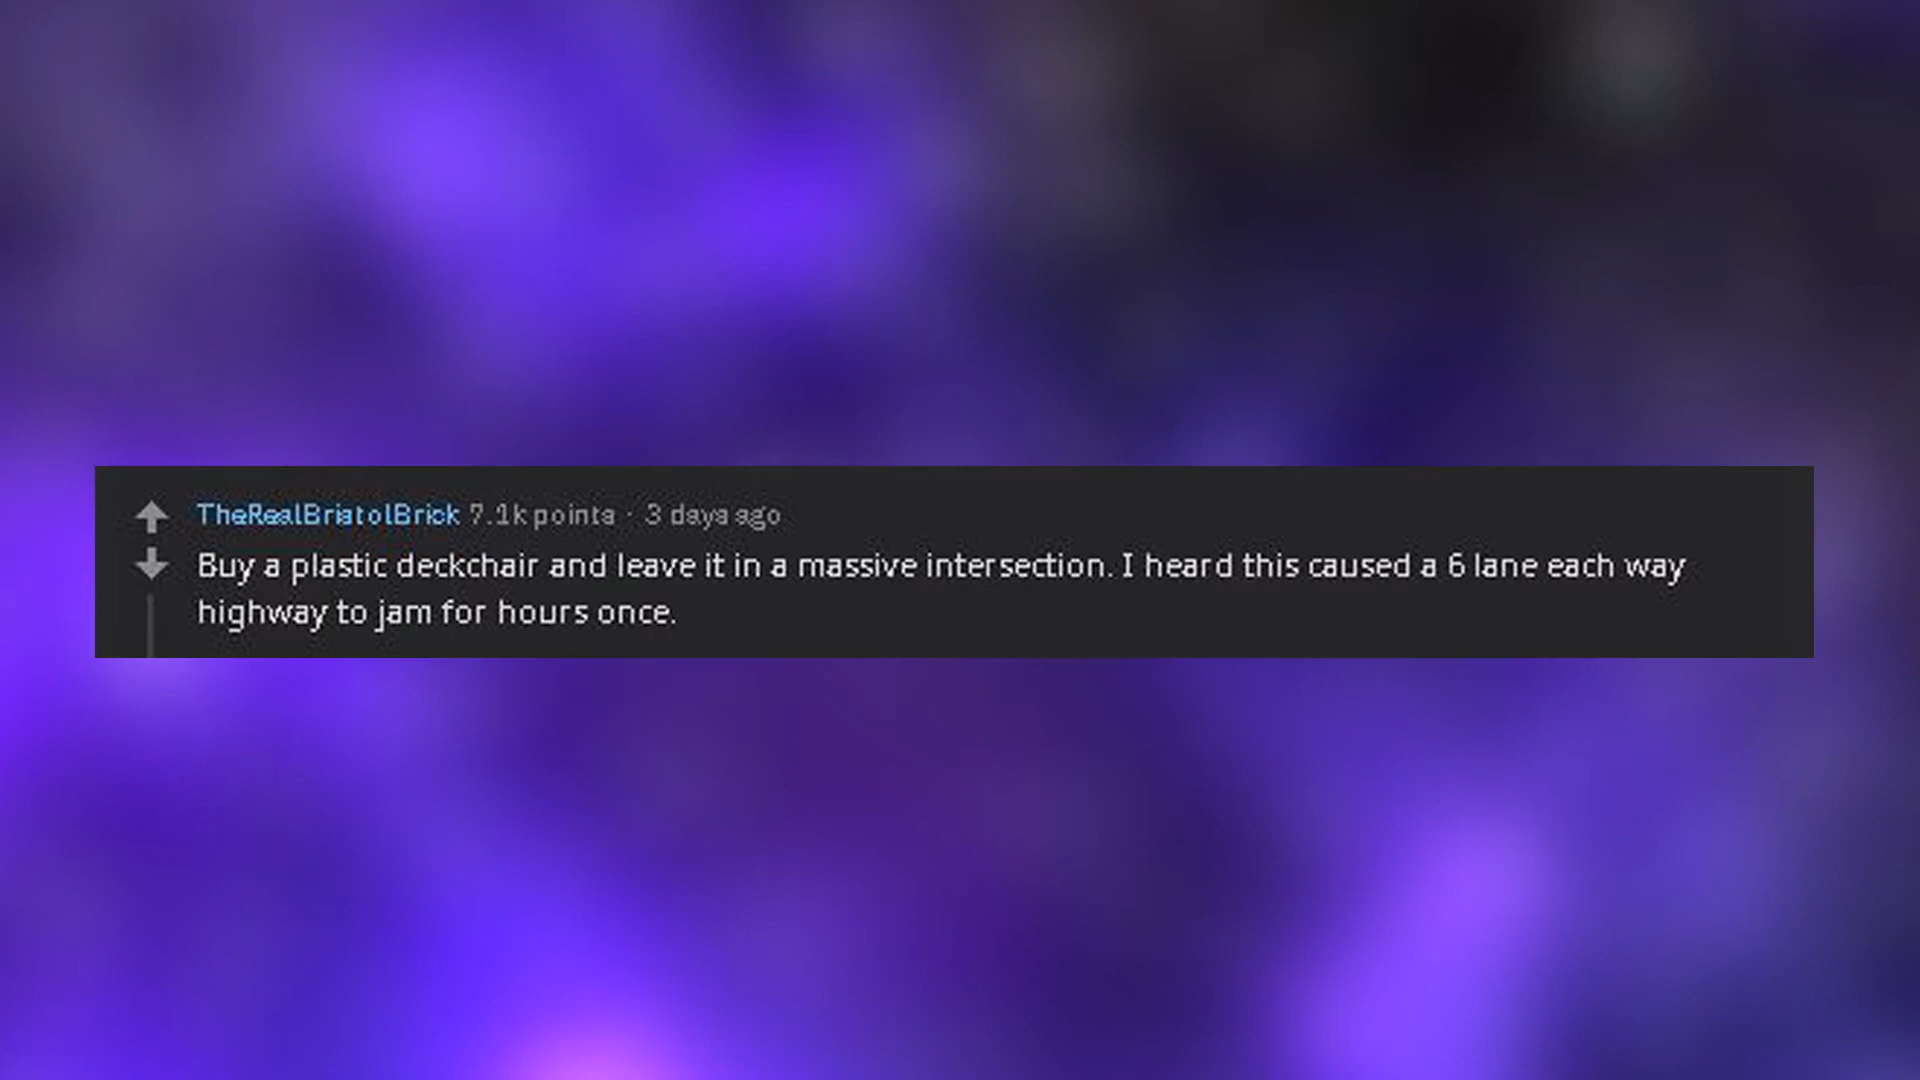 TheRealBristolBrick 7.1k points · 3 days ago
Buy a plastic deckchair and leave it in a massive intersection. I heard this caused a 6 lane each way
highway to jam for hours once.